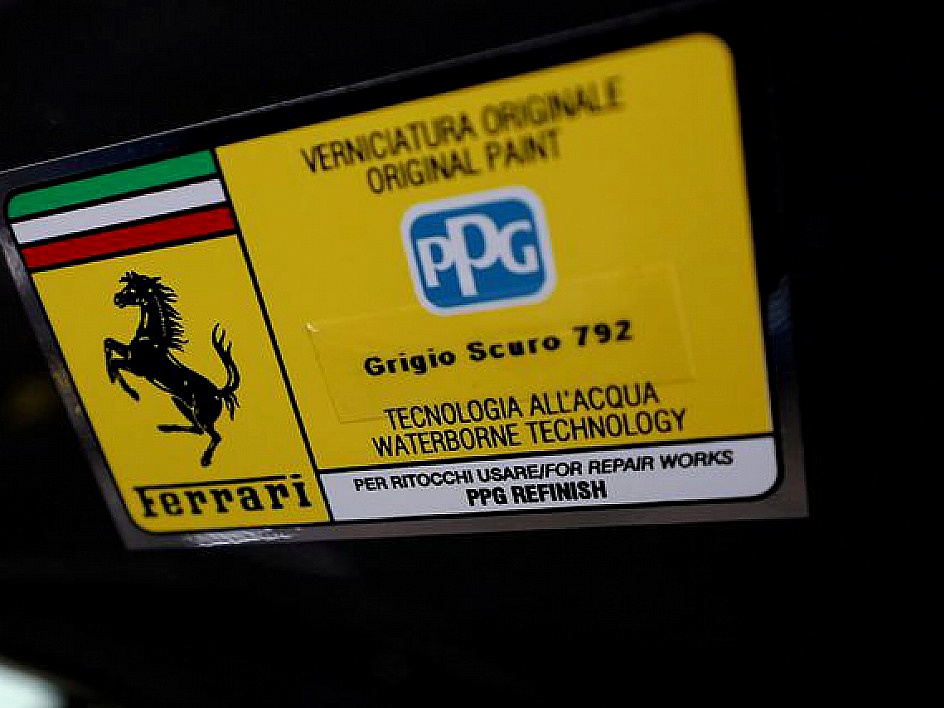 VERNICIATURA ORIGINALE
ORIGINAL PAINT
PPG
Grigio Scuro 792
TECNOLOGIA ALL'ACQUA
WATERBORNE TECHNOLOGY
PER RITOCCHI USARE/FOR REPAIR WORKS
PPG REFINISH
Ferrari